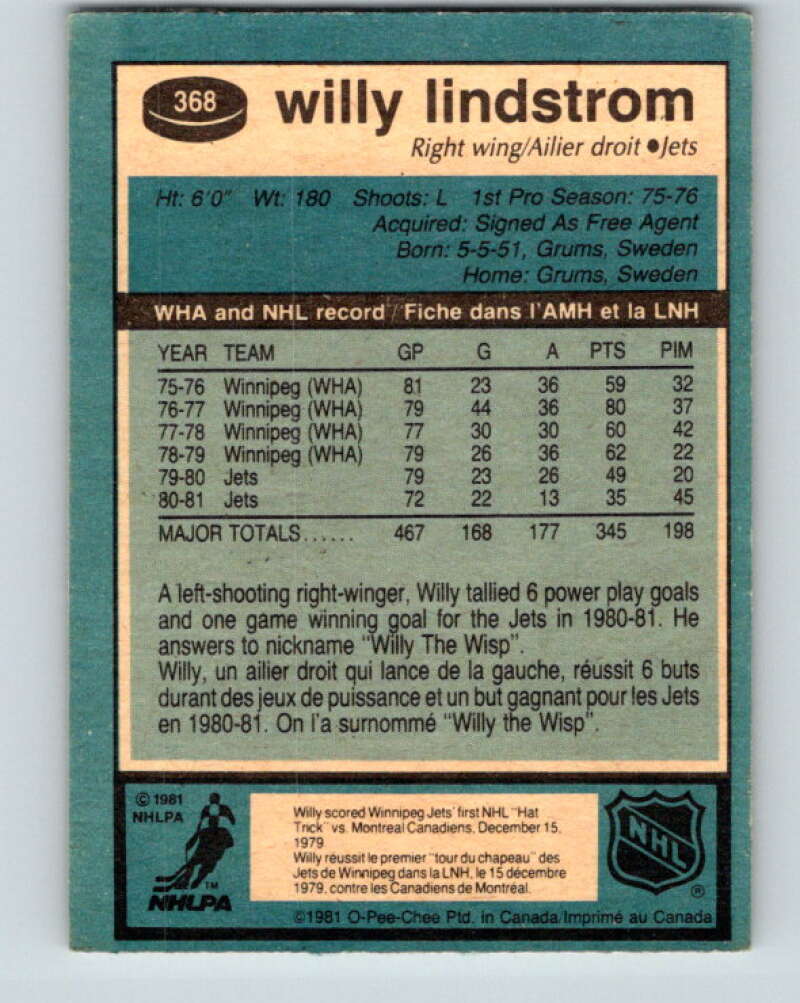 368 willy lindstrom
Right wing/Ailier droit ●Jets
Ht: 6'0" Wt: 180 Shoots: L 1st Pro Season: 75-76
Acquired: Signed As Free Agent
Born: 5-5-51, Grums, Sweden
Home: Grums, Sweden
WHA and NHL record/Fiche dans l'AMH et la LNH
YEAR TEAM GP G A PTS PIM
75-76 Winnipeg (WHA) 81 23 36 59 32
76-77 Winnipeg (WHA) 79 44 36 80 37
77-78 Winnipeg (WHA) 77 30 30 60 42
78-79 Winnipeg (WHA) 79 26 36 62 22
79-80 Jets 79 23 26 49 20
80-81 Jets 72 22 13 35 45
MAJOR TOTALS...... 467 168 177 345 198
A left-shooting right-winger, Willy tallied 6 power play goals
and one game winning goal for the Jets in 1980-81. He
answers to nickname "Willy The Wisp".
Willy, un ailier droit qui lance de la gauche, réussit 6 buts
durant des jeux de puissance et un but gagnant pour les Jets
en 1980-81. On l'a surnommé "Willy the Wisp".
© 1981
NHLPA
TM
NHLPA
Willy scored Winnipeg Jets' first NHL "Hat
Trick" vs. Montreal Canadiens, December 15,
1979
Willy réussit le premier "tour du chapeau" des
Jets de Winnipeg dans la LNH, le 15 décembre
1979, contre les Canadiens de Montréal.
NHL
®
©1981 O-Pee-Chee Ptd. in Canada/Imprimé au Canada